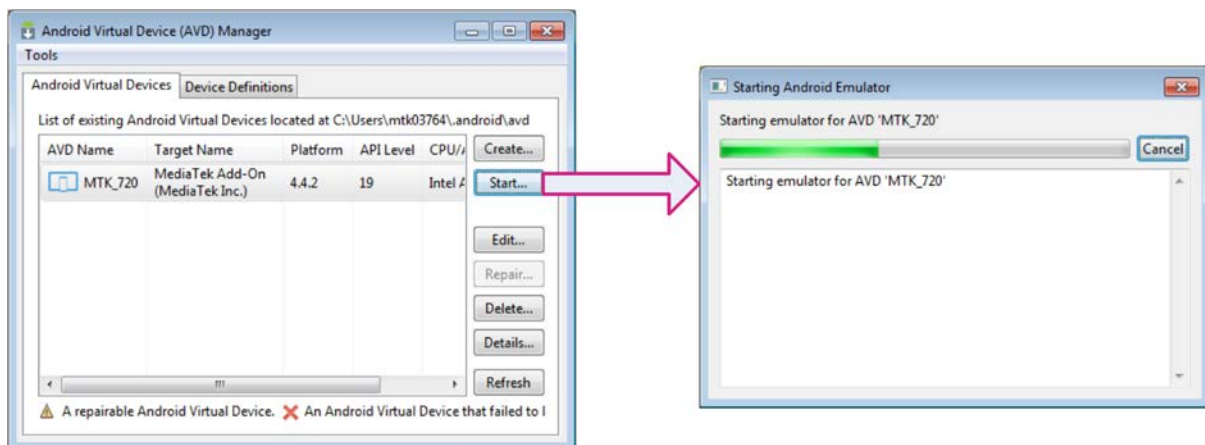 Android Virtual Device (AVD) Manager
Tools
Android Virtual Devices Device Definitions
List of existing Android Virtual Devices located at C:\Users\mtk03764\.android\avd
AVD Name Target Name Platform API Level CPU/
MTK_720 MediaTek Add-On (MediaTek Inc.) 4.4.2 19 Intel A
Create...
Start...
Edit...
Repair...
Delete...
Details...
Refresh
A repairable Android Virtual Device. An Android Virtual Device that failed to l
Starting Android Emulator
Starting emulator for AVD 'MTK_720'
Cancel
Starting emulator for AVD 'MTK_720'